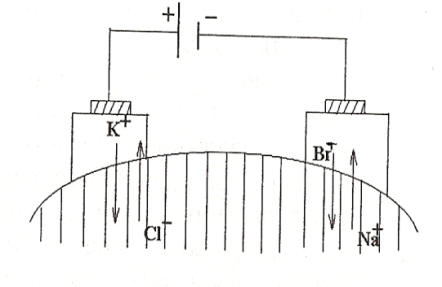 + −
K⁺
Br⁻
Cl⁻
Na⁺